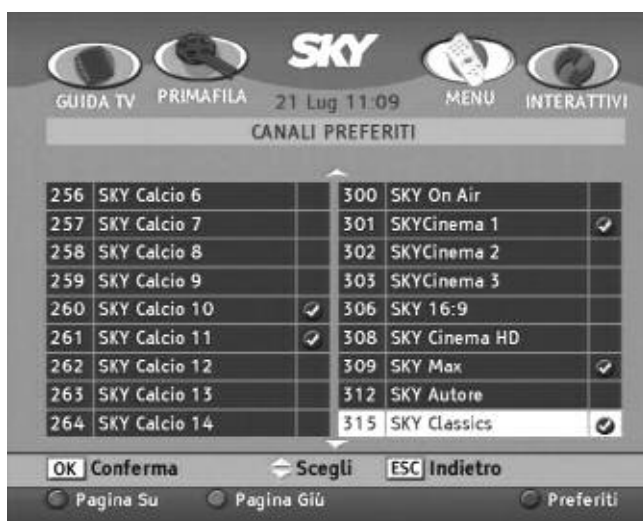 SKY
GUIDA TV PRIMAFILA 21 Lug 11:09 MENU INTERATTIVI
CANALI PREFERITI
256 SKY Calcio 6
257 SKY Calcio 7
258 SKY Calcio 8
259 SKY Calcio 9
260 SKY Calcio 10
261 SKY Calcio 11
262 SKY Calcio 12
263 SKY Calcio 13
264 SKY Calcio 14
300 SKY On Air
301 SKYCinema 1
302 SKYCinema 2
303 SKYCinema 3
306 SKY 16:9
308 SKY Cinema HD
309 SKY Max
312 SKY Autore
315 SKY Classics
OK Conferma Scegli ESC Indietro
Pagina Su Pagina Giù Preferiti